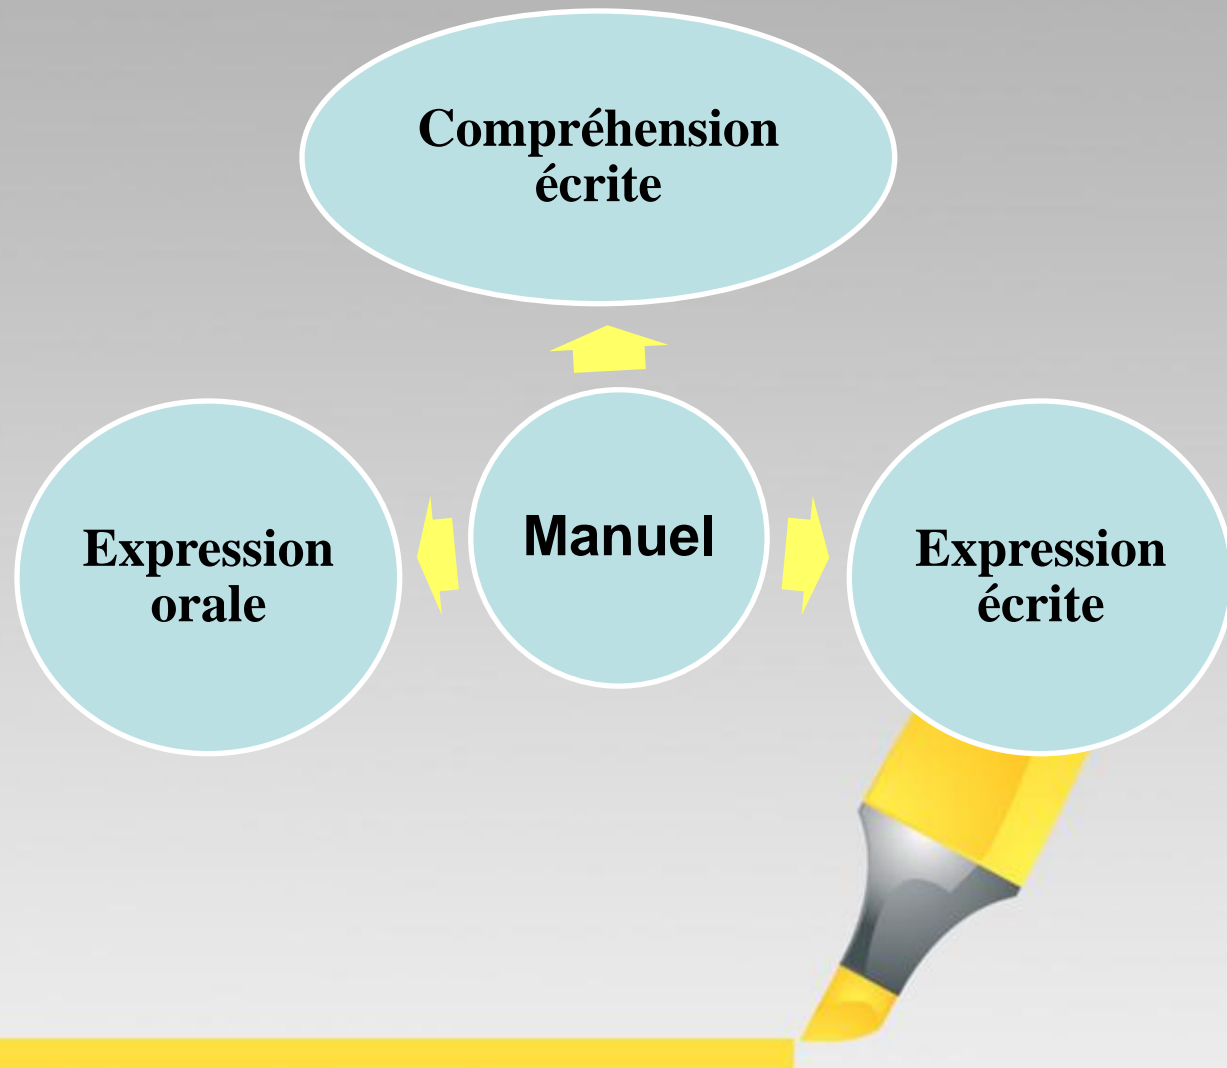 Compréhension
écrite
Expression
orale
Manuel
Expression
écrite